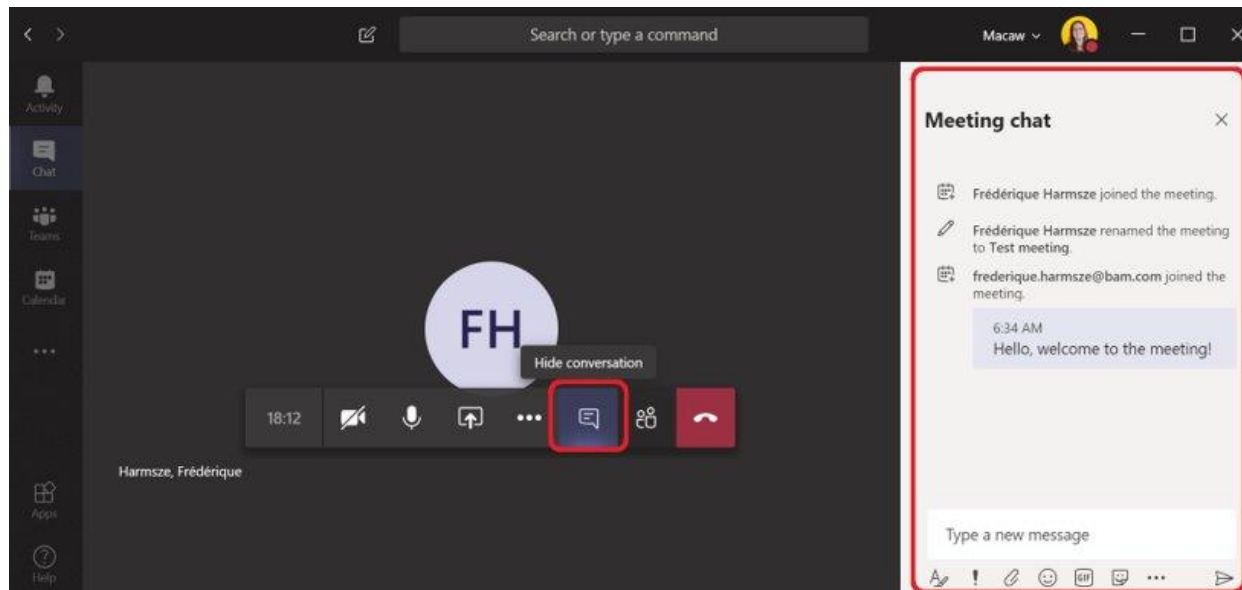 Search or type a command
Macaw
Activity
Chat
Teams
Calendar
Apps
Help
FH
Hide conversation
18:12
Harmsze, Frédérique
Meeting chat
Frédérique Harmsze joined the meeting.
Frédérique Harmsze renamed the meeting
to Test meeting.
frederique.harmsze@bam.com joined the
meeting.
6:34 AM
Hello, welcome to the meeting!
Type a new message
GIF